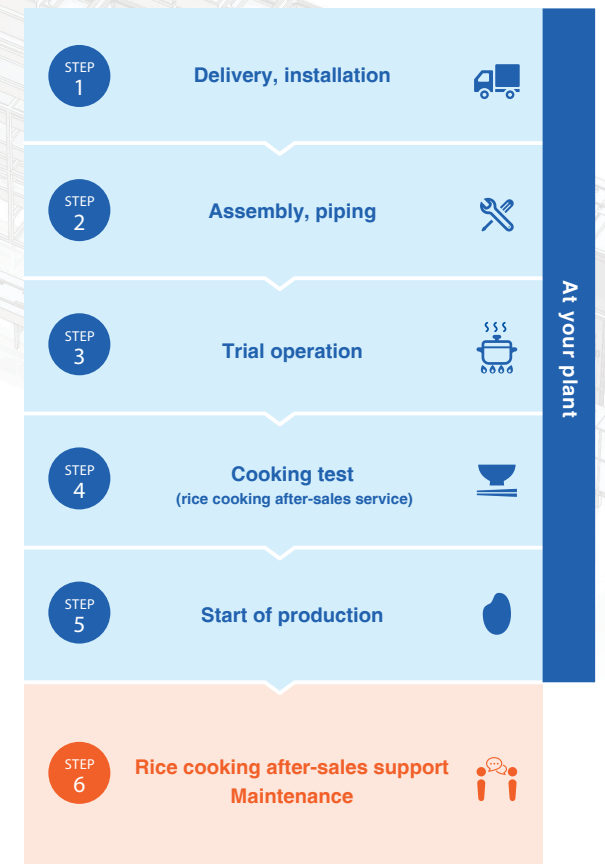 STEP
1
Delivery, installation
STEP
2
Assembly, piping
STEP
3
Trial operation
STEP
4
Cooking test
(rice cooking after-sales service)
STEP
5
Start of production
At your plant
STEP
6
Rice cooking after-sales support
Maintenance